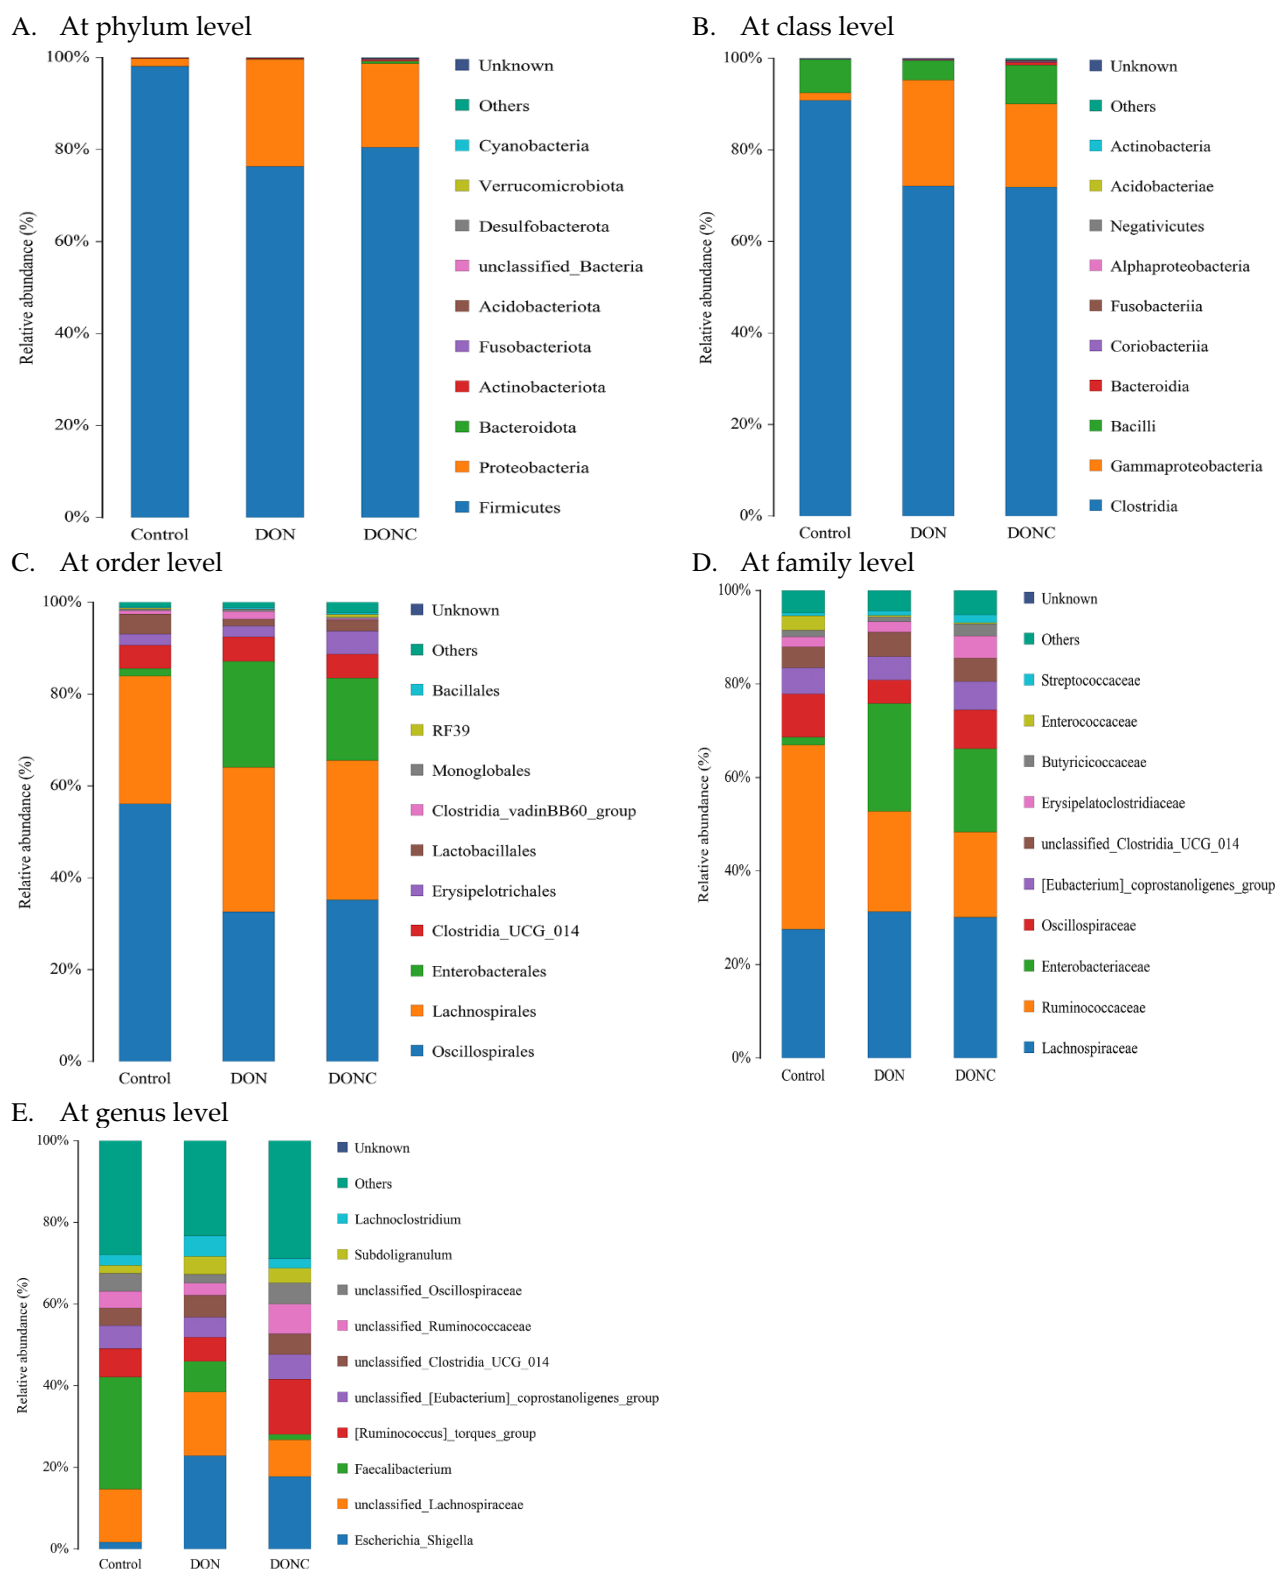 A. At phylum level
Relative abundance (%)
100%
80%
60%
40%
20%
0%
Control DON DONC
Unknown
Others
Cyanobacteria
Verrucomicrobiota
Desulfobacterota
unclassified_Bacteria
Acidobacteriota
Fusobacteriota
Actinobacteriota
Bacteroidota
Proteobacteria
Firmicutes
B. At class level
Relative abundance (%)
100%
80%
60%
40%
20%
0%
Control DON DONC
Unknown
Others
Actinobacteria
Acidobacteriae
Negativicutes
Alphaproteobacteria
Fusobacteriia
Coriobacteriia
Bacteroidia
Bacilli
Gammaproteobacteria
Clostridia
C. At order level
Relative abundance (%)
100%
80%
60%
40%
20%
0%
Control DON DONC
Unknown
Others
Bacillales
RF39
Monoglobales
Clostridia_vadinBB60_group
Lactobacillales
Erysipelotrichales
Clostridia_UCG_014
Enterobacterales
Lachnospirales
Oscillospirales
D. At family level
Relative abundance (%)
100%
80%
60%
40%
20%
0%
Control DON DONC
Unknown
Others
Streptococcaceae
Enterococcaceae
Butyricicoccaceae
Erysipelatoclostridiaceae
unclassified_Clostridia_UCG_014
[Eubacterium]_coprostanoligenes_group
Oscillospiraceae
Enterobacteriaceae
Ruminococcaceae
Lachnospiraceae
E. At genus level
Relative abundance (%)
100%
80%
60%
40%
20%
0%
Control DON DONC
Unknown
Others
Lachnoclostridium
Subdoligranulum
unclassified_Oscillospiraceae
unclassified_Ruminococcaceae
unclassified_Clostridia_UCG_014
unclassified_[Eubacterium]_coprostanoligenes_group
[Ruminococcus]_torques_group
Faecalibacterium
unclassified_Lachnospiraceae
Escherichia_Shigella